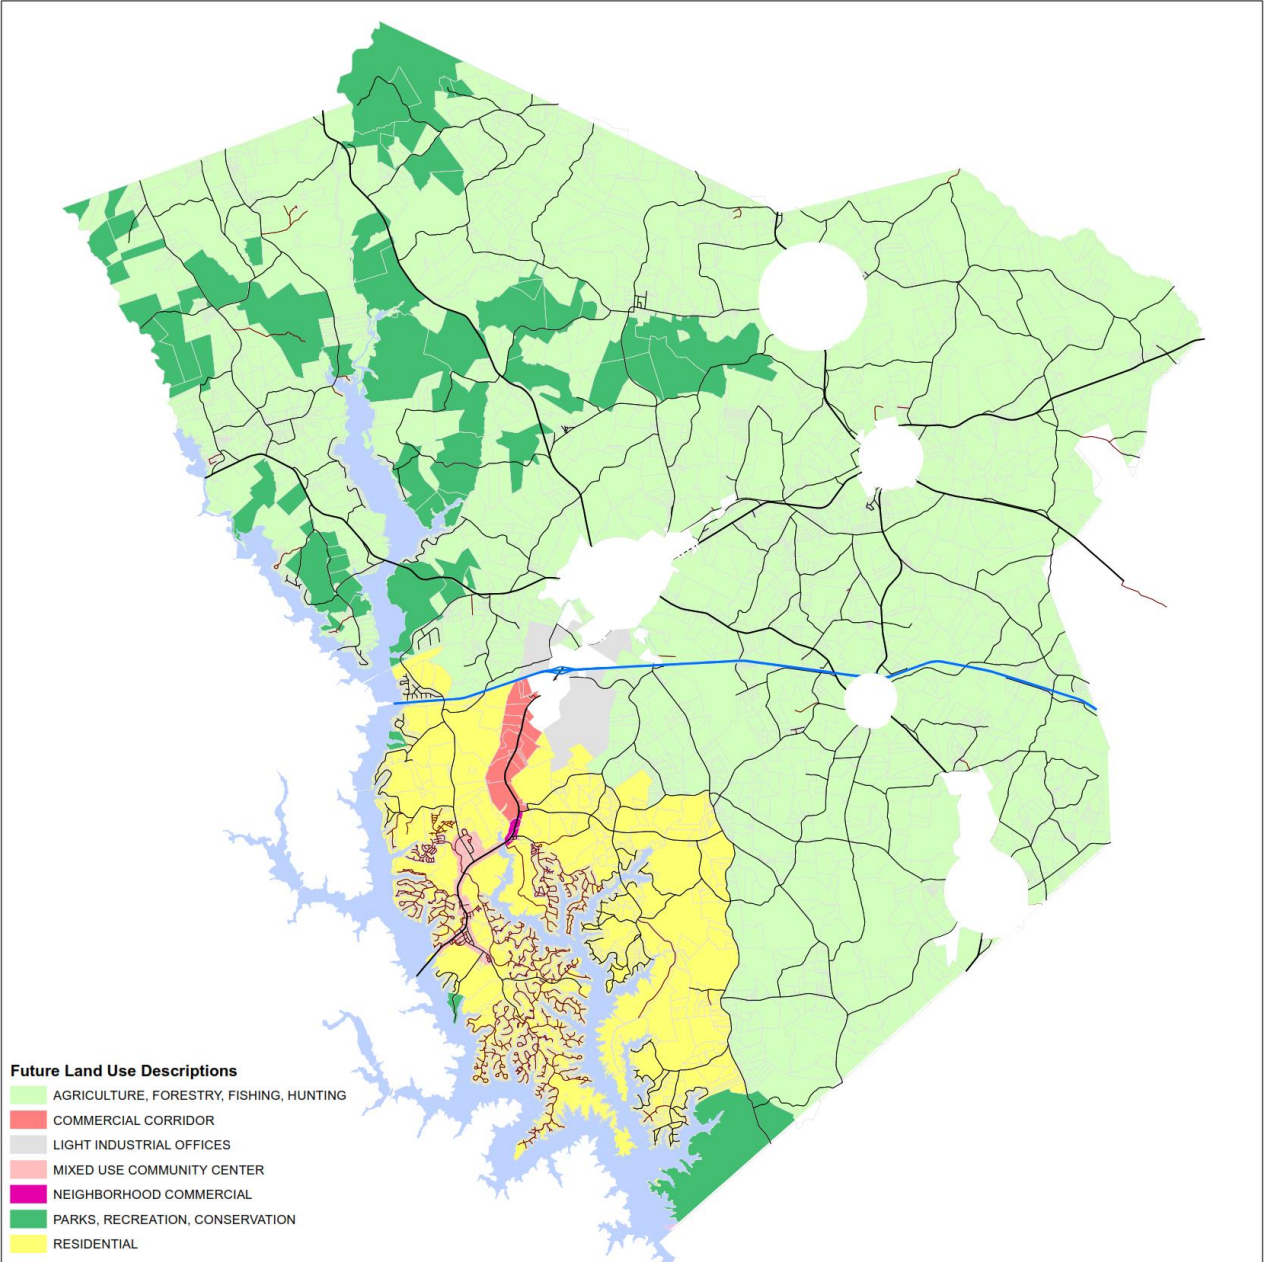 Future Land Use Descriptions
AGRICULTURE, FORESTRY, FISHING, HUNTING
COMMERCIAL CORRIDOR
LIGHT INDUSTRIAL OFFICES
MIXED USE COMMUNITY CENTER
NEIGHBORHOOD COMMERCIAL
PARKS, RECREATION, CONSERVATION
RESIDENTIAL